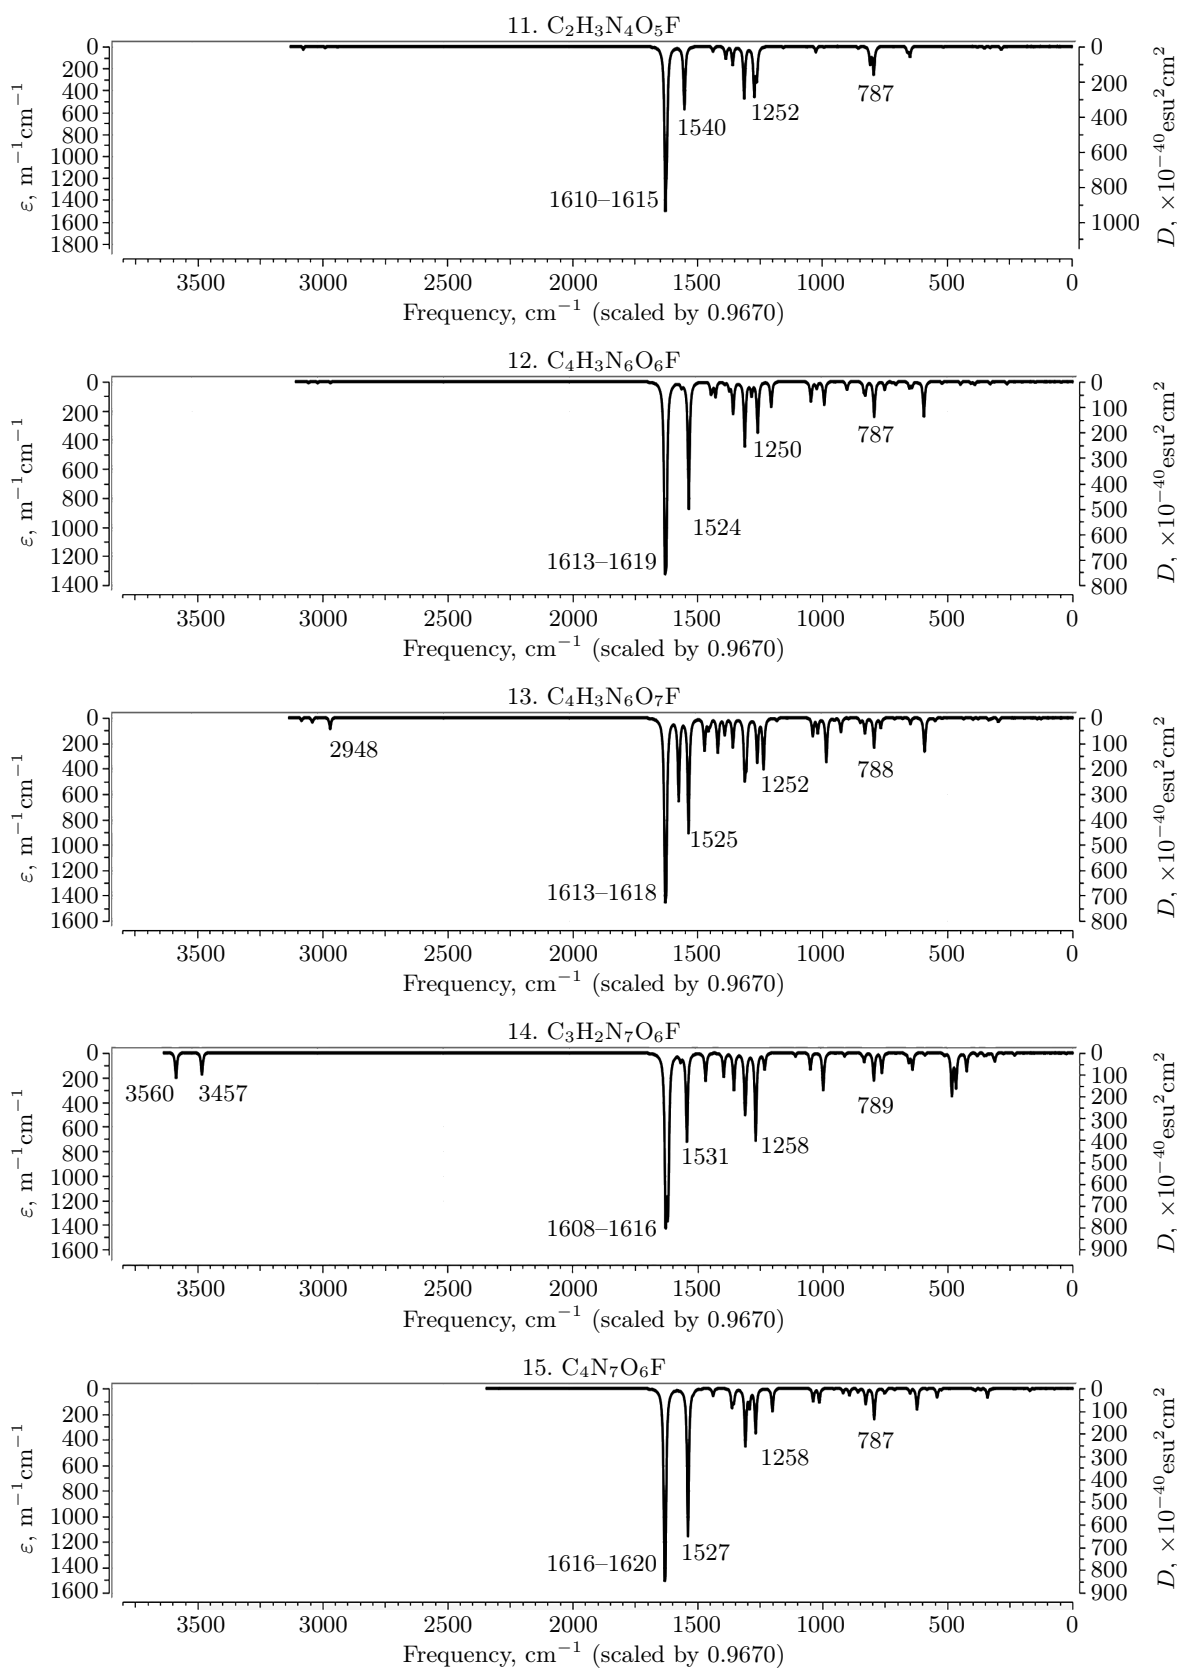 11. C₂H₃N₄O₅F
0 200 400 600 800 1000 1200 1400 1600 1800
ε, m⁻¹cm⁻¹
1610–1615
1540
1252
787
0 200 400 600 800 1000
D, ×10⁻⁴⁰esu²cm²
3500 3000 2500 2000 1500 1000 500 0
Frequency, cm⁻¹ (scaled by 0.9670)
12. C₄H₃N₆O₆F
0 200 400 600 800 1000 1200 1400
ε, m⁻¹cm⁻¹
1613–1619
1524
1250
787
0 100 200 300 400 500 600 700 800
D, ×10⁻⁴⁰esu²cm²
3500 3000 2500 2000 1500 1000 500 0
Frequency, cm⁻¹ (scaled by 0.9670)
13. C₄H₃N₆O₇F
0 200 400 600 800 1000 1200 1400 1600
ε, m⁻¹cm⁻¹
2948
1613–1618
1525
1252
788
0 100 200 300 400 500 600 700 800
D, ×10⁻⁴⁰esu²cm²
3500 3000 2500 2000 1500 1000 500 0
Frequency, cm⁻¹ (scaled by 0.9670)
14. C₃H₂N₇O₆F
0 200 400 600 800 1000 1200 1400 1600
ε, m⁻¹cm⁻¹
3560 3457
1608–1616
1531
1258
789
0 100 200 300 400 500 600 700 800 900
D, ×10⁻⁴⁰esu²cm²
3500 3000 2500 2000 1500 1000 500 0
Frequency, cm⁻¹ (scaled by 0.9670)
15. C₄N₇O₆F
0 200 400 600 800 1000 1200 1400 1600
ε, m⁻¹cm⁻¹
1616–1620
1527
1258
787
0 100 200 300 400 500 600 700 800 900
D, ×10⁻⁴⁰esu²cm²
3500 3000 2500 2000 1500 1000 500 0
Frequency, cm⁻¹ (scaled by 0.9670)